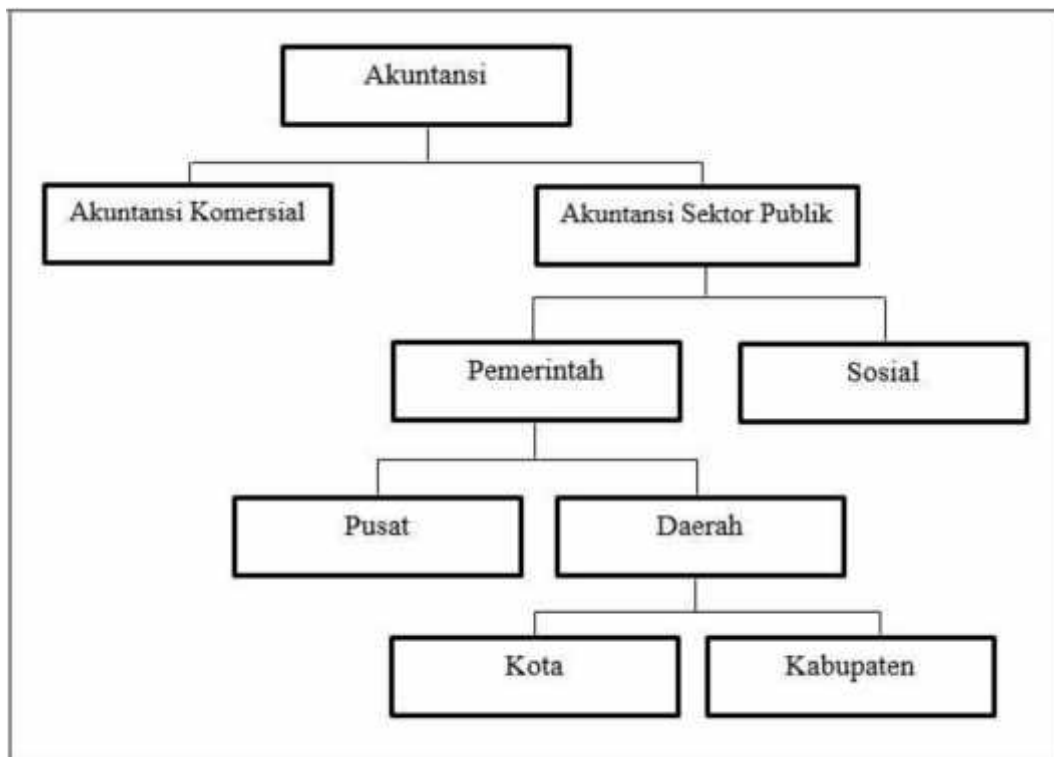 Akuntansi
Akuntansi Komersial
Akuntansi Sektor Publik
Pemerintah
Sosial
Pusat
Daerah
Kota
Kabupaten